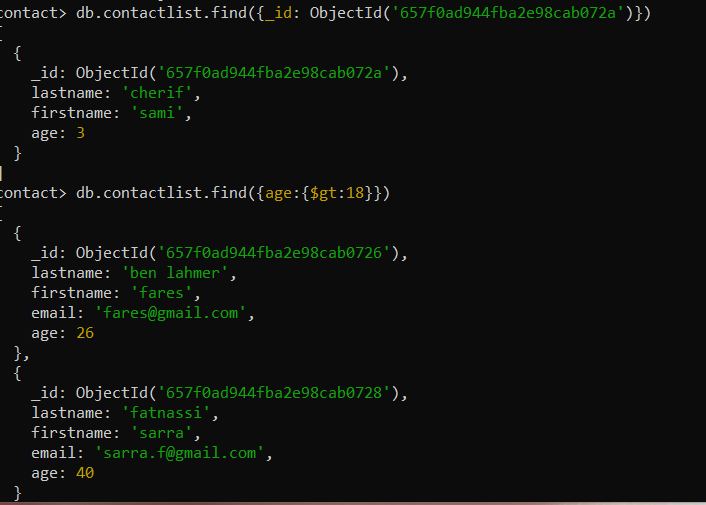 contact> db.contactlist.find({_id: ObjectId('657f0ad944fba2e98cab072a')})
[
  {
    _id: ObjectId('657f0ad944fba2e98cab072a'),
    lastname: 'cherif',
    firstname: 'sami',
    age: 3
  }
]
contact> db.contactlist.find({age:{$gt:18}})
[
  {
    _id: ObjectId('657f0ad944fba2e98cab0726'),
    lastname: 'ben lahmer',
    firstname: 'fares',
    email: 'fares@gmail.com',
    age: 26
  },
  {
    _id: ObjectId('657f0ad944fba2e98cab0728'),
    lastname: 'fatnassi',
    firstname: 'sarra',
    email: 'sarra.f@gmail.com',
    age: 40
  }